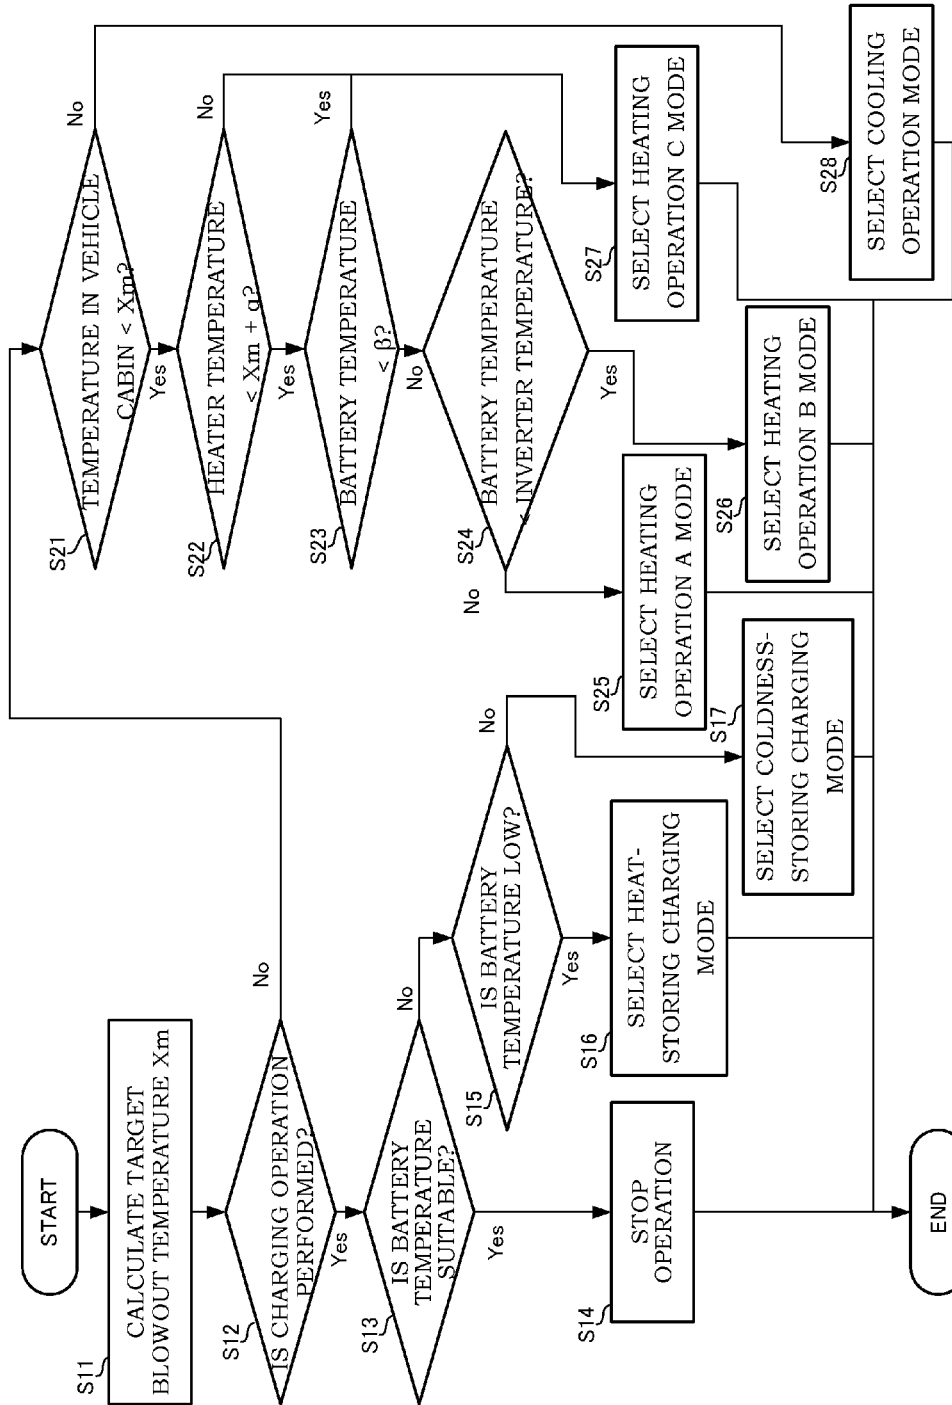 START
S11
CALCULATE TARGET
BLOWOUT TEMPERATURE Xm
S12
IS CHARGING OPERATION
PERFORMED?
No
Yes
S13
IS BATTERY
TEMPERATURE
SUITABLE?
No
Yes
S14
STOP
OPERATION
S15
IS BATTERY
TEMPERATURE LOW?
No
Yes
S16
SELECT HEAT-
STORING CHARGING
MODE
S17
SELECT COLDNESS-
STORING CHARGING
MODE
S21
TEMPERATURE IN VEHICLE
CABIN < Xm?
No
Yes
S22
HEATER TEMPERATURE
< Xm + α?
No
Yes
S23
BATTERY TEMPERATURE
< β?
Yes
No
S24
BATTERY TEMPERATURE
< INVERTER TEMPERATURE?
No
Yes
S25
SELECT HEATING
OPERATION A MODE
S26
SELECT HEATING
OPERATION B MODE
S27
SELECT HEATING
OPERATION C MODE
S28
SELECT COOLING
OPERATION MODE
END